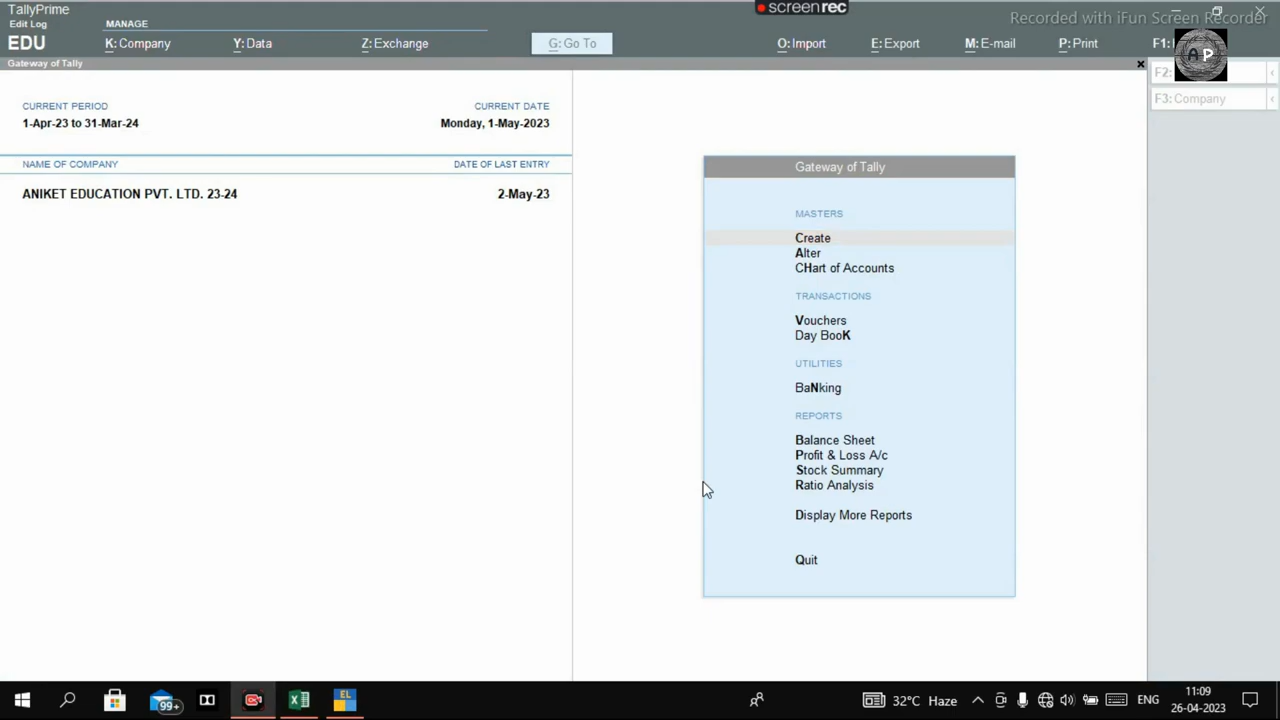 TallyPrime
Edit Log
EDU
MANAGE
K: Company
Y: Data
Z: Exchange
G: Go To
O: Import
E: Export
M: E-mail
P: Print
F1:
screenrec
Recorded with iFun Screen Recorder
AP
Gateway of Tally
F2:
F3: Company
CURRENT PERIOD
CURRENT DATE
1-Apr-23 to 31-Mar-24
Monday, 1-May-2023
NAME OF COMPANY
DATE OF LAST ENTRY
ANIKET EDUCATION PVT. LTD. 23-24
2-May-23
Gateway of Tally
MASTERS
Create
Alter
CHart of Accounts
TRANSACTIONS
Vouchers
Day BooK
UTILITIES
BaNking
REPORTS
Balance Sheet
Profit & Loss A/c
Stock Summary
Ratio Analysis
Display More Reports
Quit
99+
EL
32°C Haze
ENG
11:09
26-04-2023